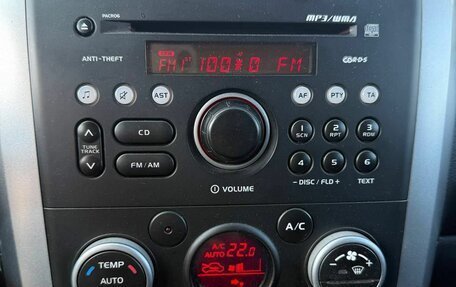 PACR06
MP3/WMA
ANTI-THEFT
FM1 100.0 FM
AST
AF
PTY
TA
TUNE
TRACK
CD
FM/AM
1
SCN
2
RPT
3
RDM
4
5
6
VOLUME
– DISC / FLD +
TEXT
A/C
TEMP
AUTO
A/C
AUTO
22.0